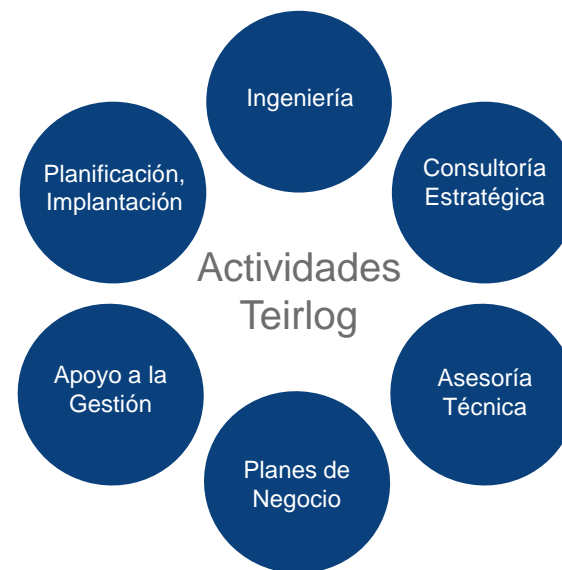 Ingeniería
Planificación,
Implantación
Consultoría
Estratégica
Actividades
Teirlog
Apoyo a la
Gestión
Asesoría
Técnica
Planes de
Negocio